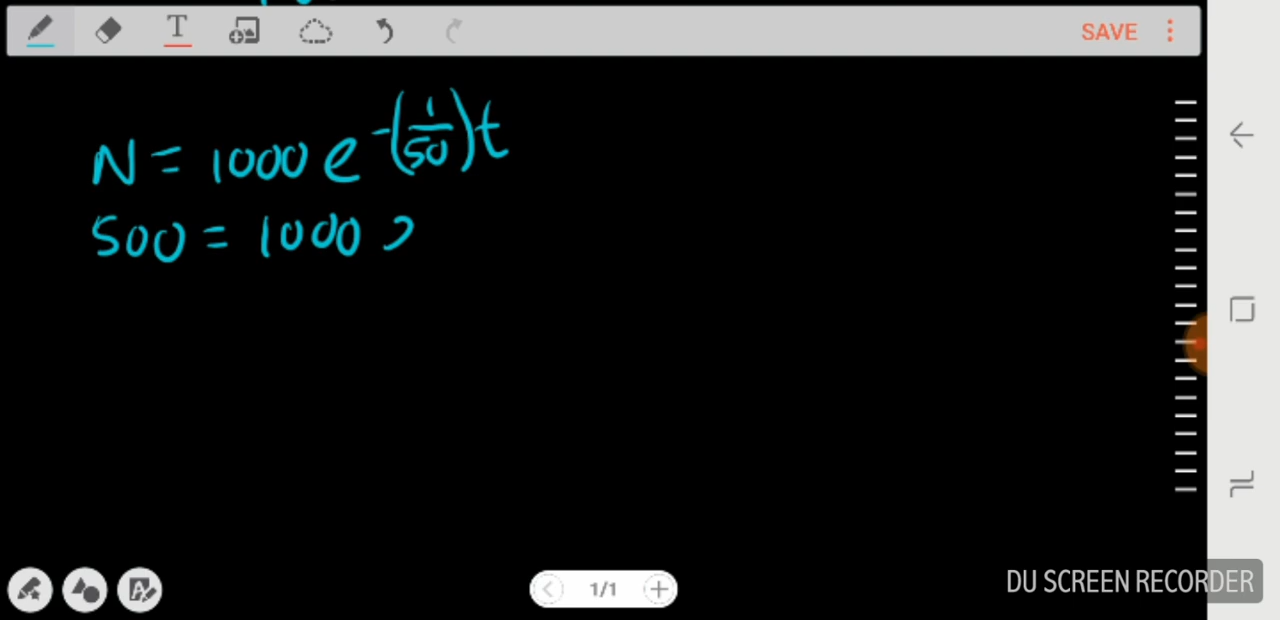 T
SAVE
N = 1000 e^-(1/50)t
500 = 1000
1/1
DU SCREEN RECORDER